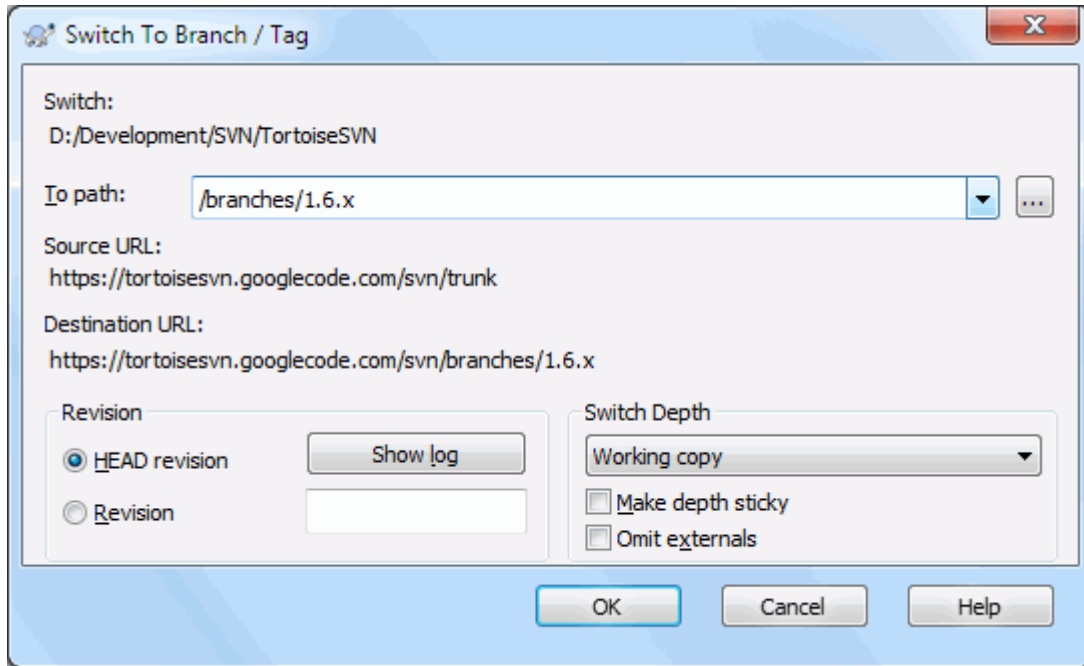 Switch To Branch / Tag
Switch:
D:/Development/SVN/TortoiseSVN
To path:
/branches/1.6.x
...
Source URL:
https://tortoisesvn.googlecode.com/svn/trunk
Destination URL:
https://tortoisesvn.googlecode.com/svn/branches/1.6.x
Revision
HEAD revision
Show log
Revision
Switch Depth
Working copy
Make depth sticky
Omit externals
OK
Cancel
Help